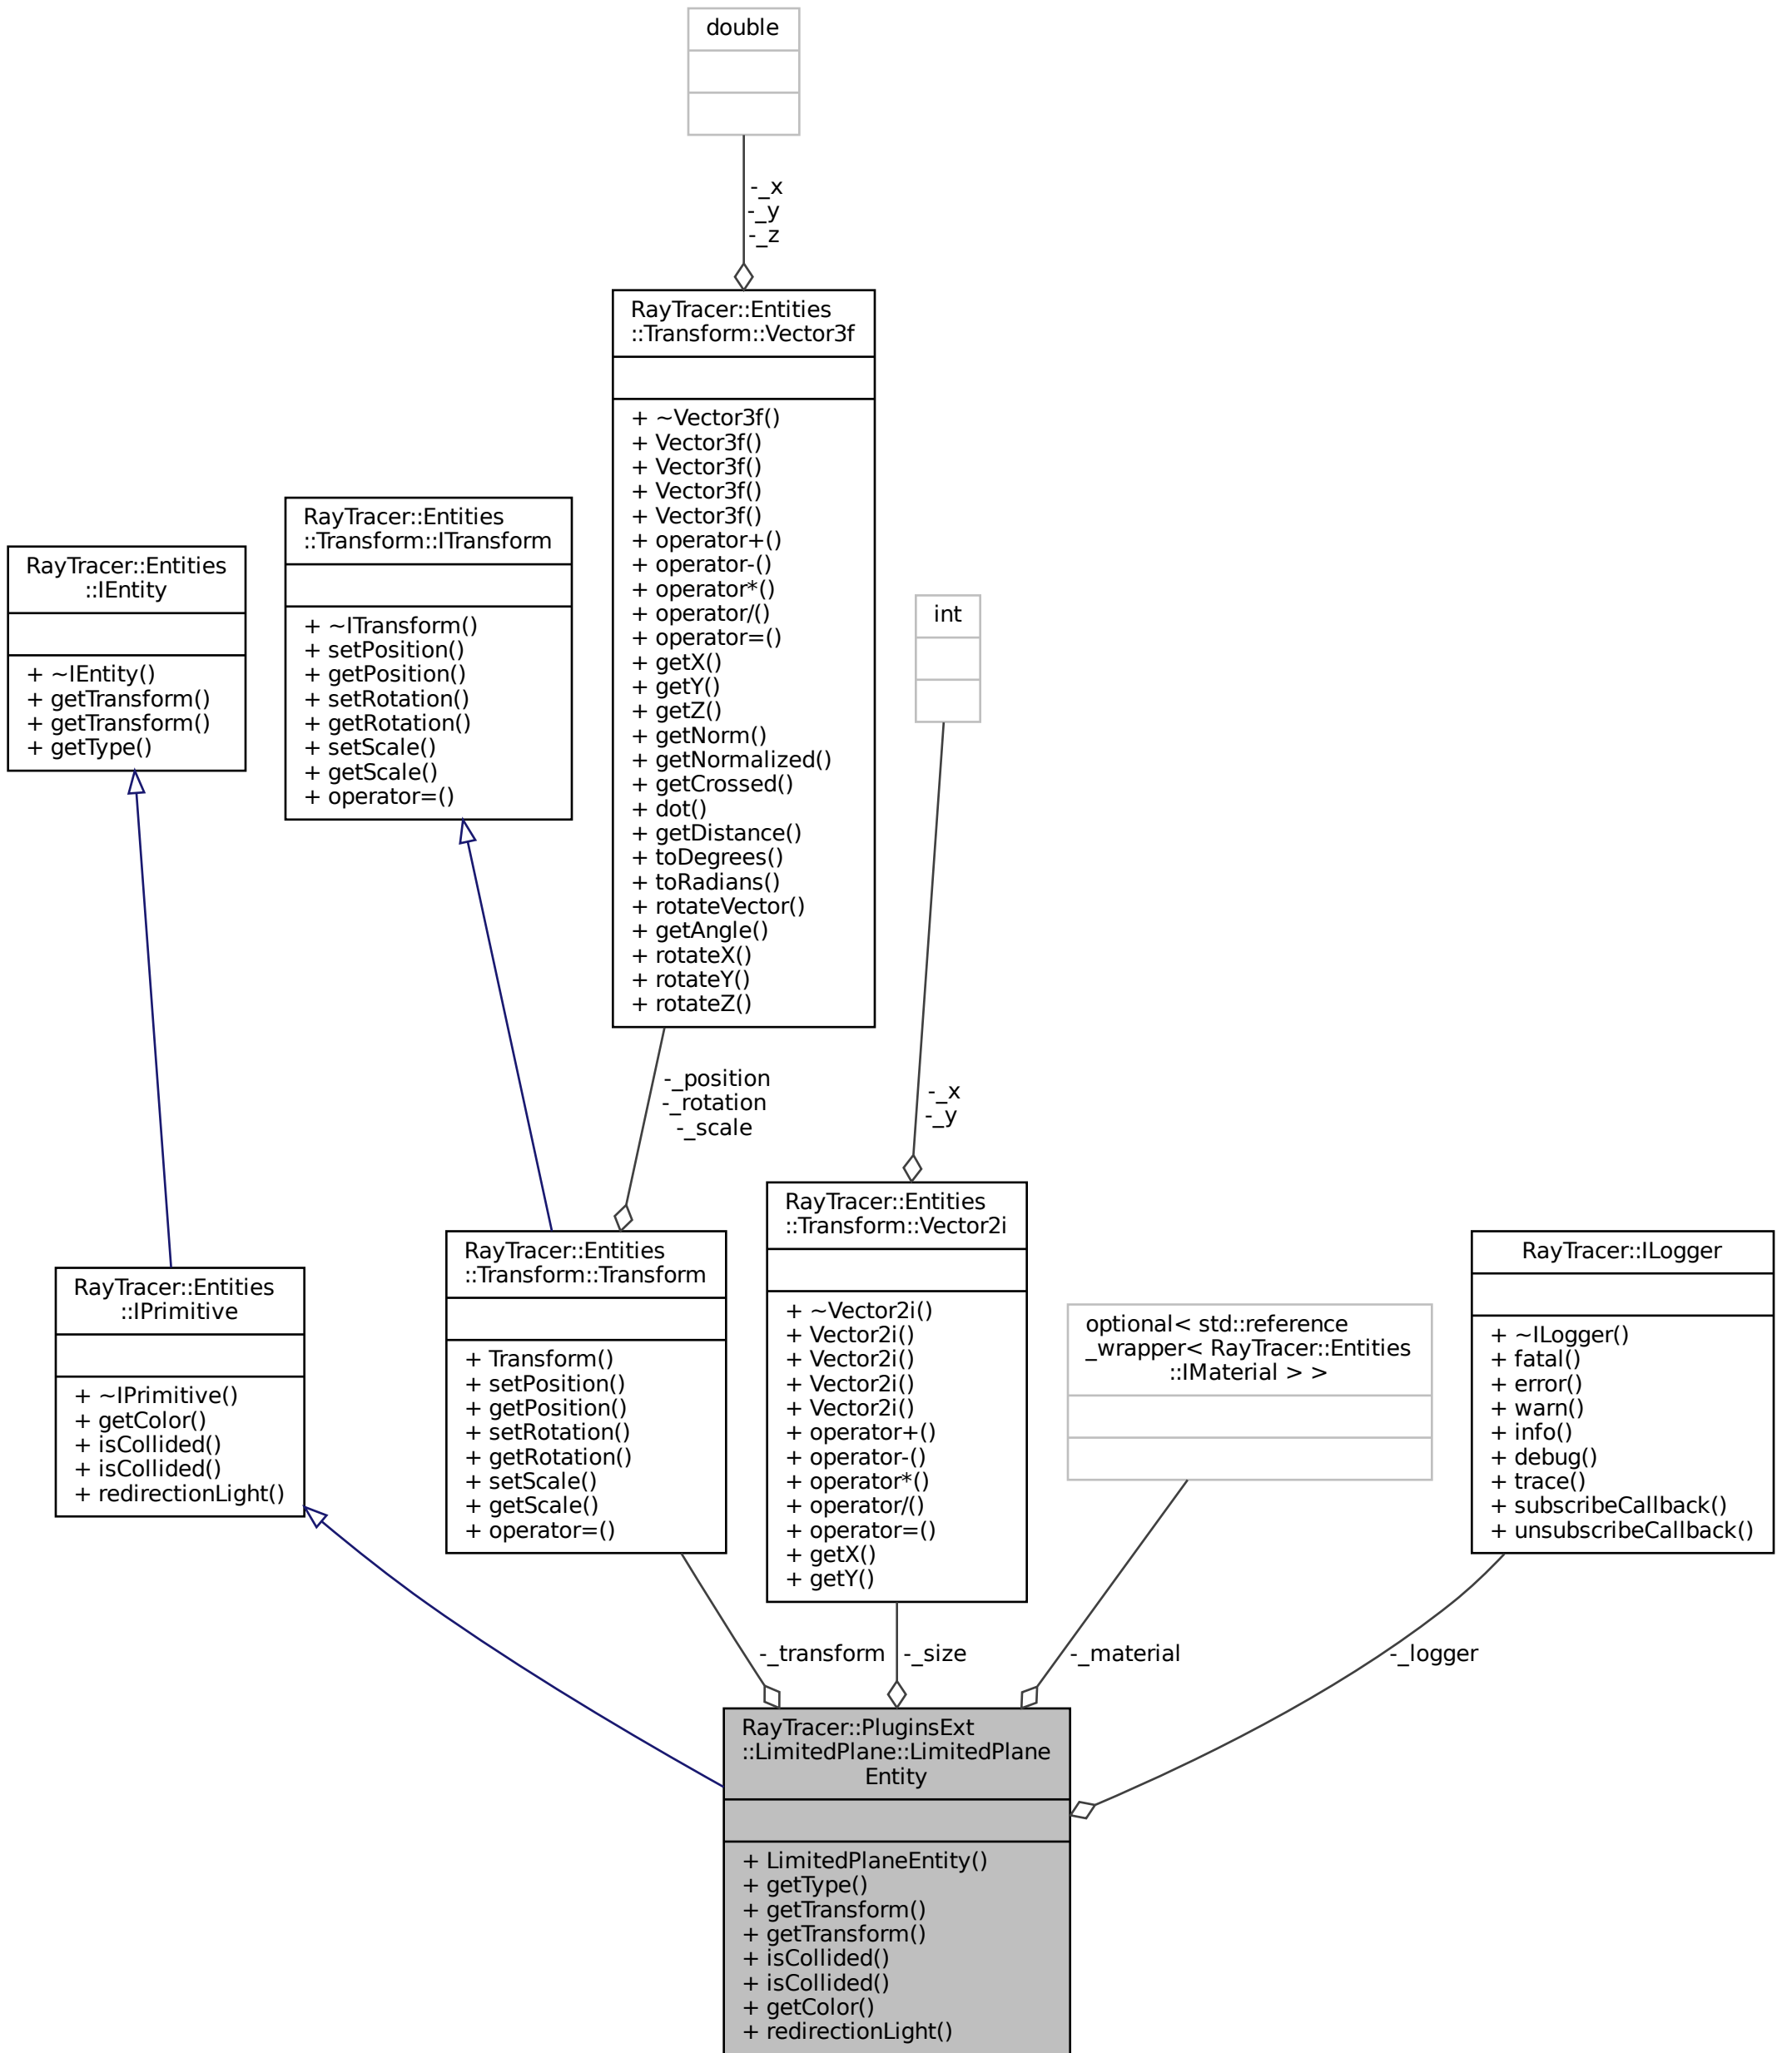 double
-_x
-_y
-_z
RayTracer::Entities
::Transform::Vector3f
+ ~Vector3f()
+ Vector3f()
+ Vector3f()
+ Vector3f()
+ Vector3f()
+ operator+()
+ operator-()
+ operator*()
+ operator/()
+ operator=()
+ getX()
+ getY()
+ getZ()
+ getNorm()
+ getNormalized()
+ getCrossed()
+ dot()
+ getDistance()
+ toDegrees()
+ toRadians()
+ rotateVector()
+ getAngle()
+ rotateX()
+ rotateY()
+ rotateZ()
RayTracer::Entities
::Transform::ITransform
+ ~ITransform()
+ setPosition()
+ getPosition()
+ setRotation()
+ getRotation()
+ setScale()
+ getScale()
+ operator=()
RayTracer::Entities
::IEntity
+ ~IEntity()
+ getTransform()
+ getTransform()
+ getType()
int
-_position
-_rotation
-_scale
-_x
-_y
RayTracer::Entities
::IPrimitive
+ ~IPrimitive()
+ getColor()
+ isCollided()
+ isCollided()
+ redirectionLight()
RayTracer::Entities
::Transform::Transform
+ Transform()
+ setPosition()
+ getPosition()
+ setRotation()
+ getRotation()
+ setScale()
+ getScale()
+ operator=()
RayTracer::Entities
::Transform::Vector2i
+ ~Vector2i()
+ Vector2i()
+ Vector2i()
+ Vector2i()
+ Vector2i()
+ operator+()
+ operator-()
+ operator*()
+ operator/()
+ operator=()
+ getX()
+ getY()
optional< std::reference
_wrapper< RayTracer::Entities
::IMaterial > >
RayTracer::ILogger
+ ~ILogger()
+ fatal()
+ error()
+ warn()
+ info()
+ debug()
+ trace()
+ subscribeCallback()
+ unsubscribeCallback()
-_transform
-_size
-_material
-_logger
RayTracer::PluginsExt
::LimitedPlane::LimitedPlane
Entity
+ LimitedPlaneEntity()
+ getType()
+ getTransform()
+ getTransform()
+ isCollided()
+ isCollided()
+ getColor()
+ redirectionLight()